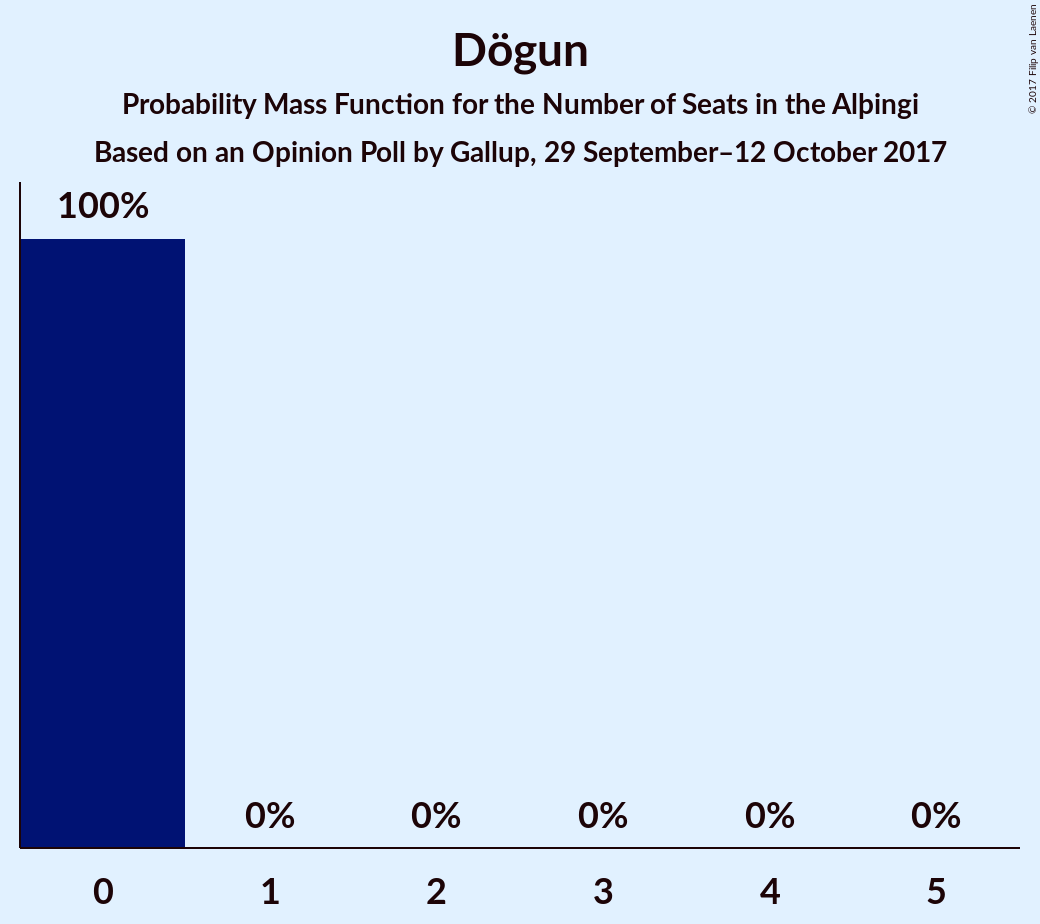 Dögun
Probability Mass Function for the Number of Seats in the Alþingi
Based on an Opinion Poll by Gallup, 29 September–12 October 2017
100%
0% 0% 0% 0% 0%
0 1 2 3 4 5
© 2017 Filip van Laenen